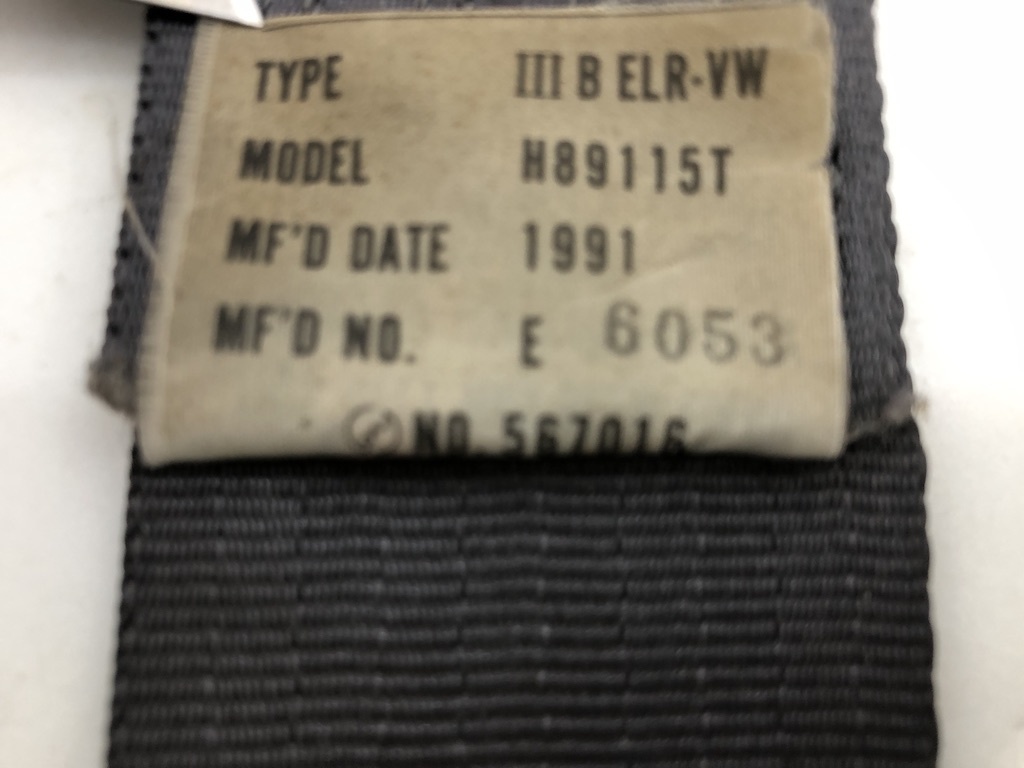 TYPE III B ELR-VW
MODEL H89115T
MF'D DATE 1991
MF'D NO. E 6053
NO. 567016